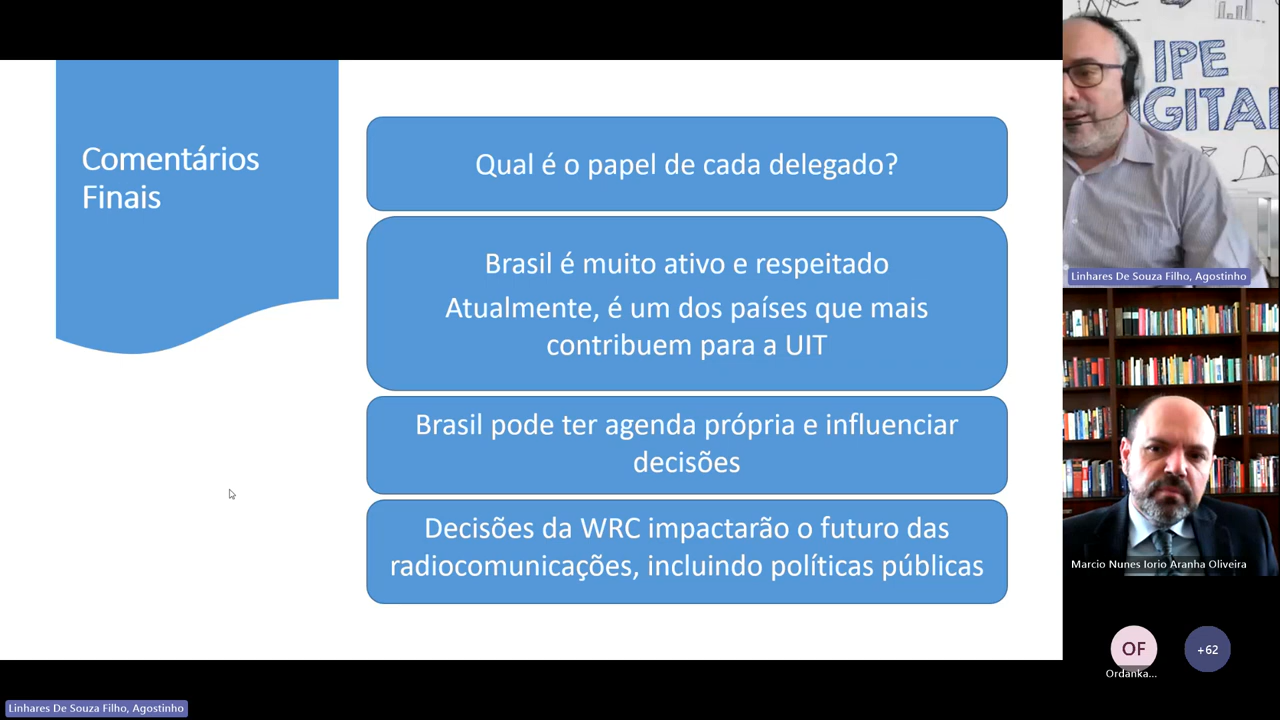 Comentários
Finais
Qual é o papel de cada delegado?
Brasil é muito ativo e respeitado
Atualmente, é um dos países que mais
contribuem para a UIT
Brasil pode ter agenda própria e influenciar
decisões
Decisões da WRC impactarão o futuro das
radiocomunicações, incluindo políticas públicas
IPE
IGITAL
Linhares De Souza Filho, Agostinho
Marcio Nunes Iorio Aranha Oliveira
OF
+62
Ordanka...
Linhares De Souza Filho, Agostinho